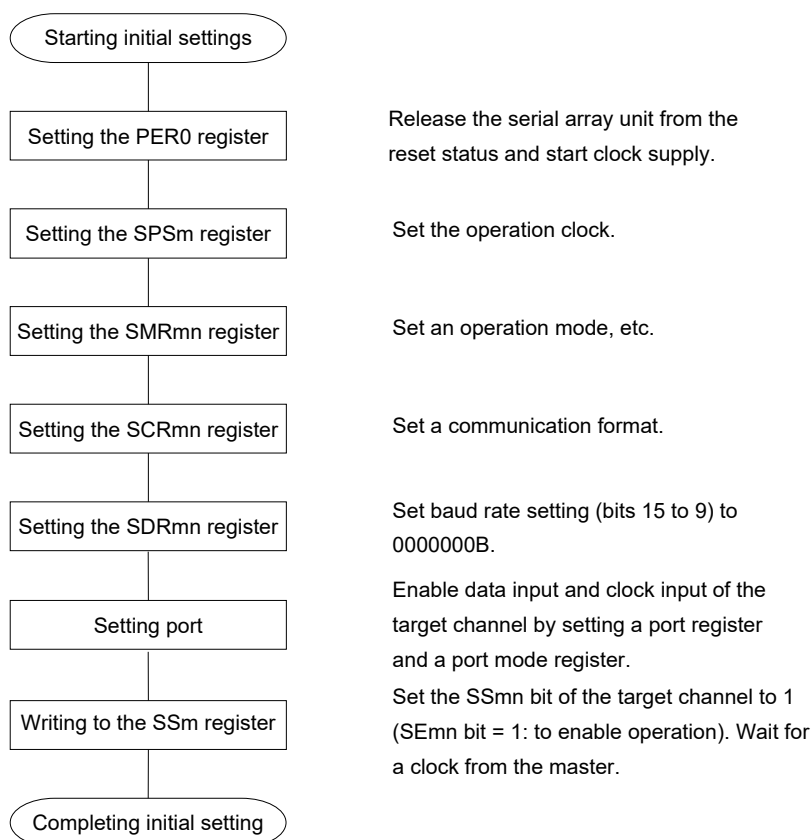 Starting initial settings
Setting the PER0 register
Release the serial array unit from the
reset status and start clock supply.
Setting the SPSm register
Set the operation clock.
Setting the SMRmn register
Set an operation mode, etc.
Setting the SCRmn register
Set a communication format.
Setting the SDRmn register
Set baud rate setting (bits 15 to 9) to
0000000B.
Setting port
Enable data input and clock input of the
target channel by setting a port register
and a port mode register.
Writing to the SSm register
Set the SSmn bit of the target channel to 1
(SEmn bit = 1: to enable operation). Wait for
a clock from the master.
Completing initial setting